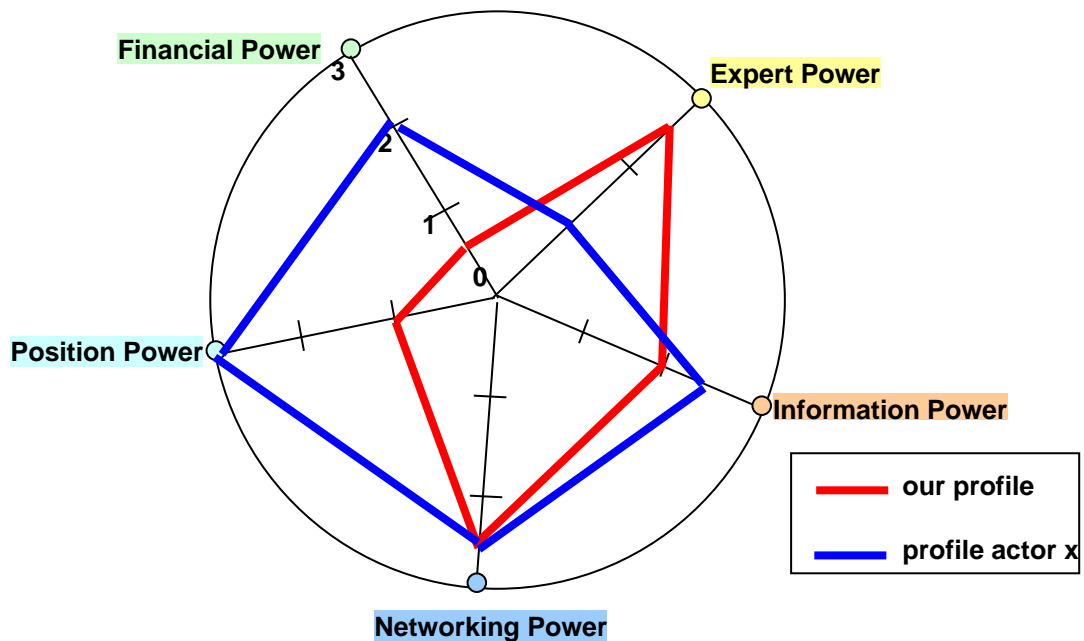 Financial Power
3
Expert Power
2
1
0
Position Power
Information Power
our profile
profile actor x
Networking Power